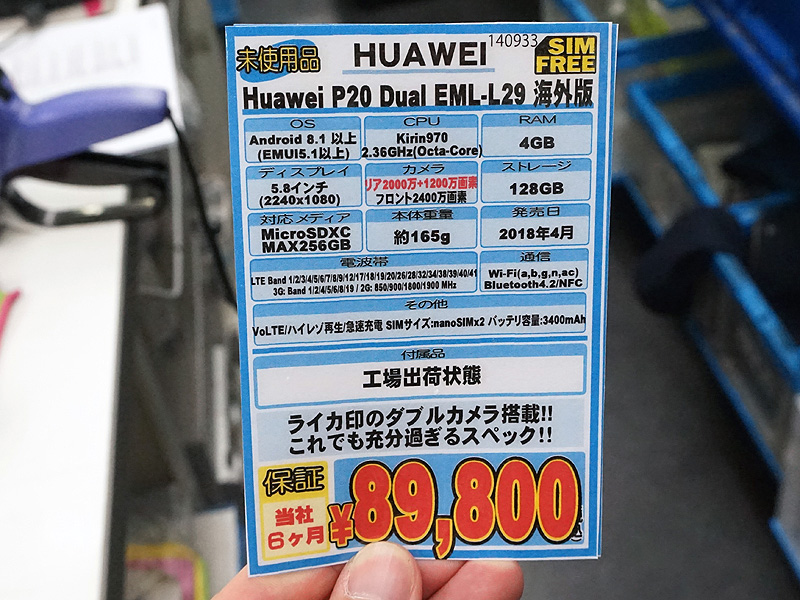 140933
未使用品 HUAWEI SIM FREE
Huawei P20 Dual EML-L29 海外版
OS CPU RAM
Android 8.1 以上 Kirin970 4GB
(EMUI5.1以上) 2.36GHz(Octa-Core)
ディスプレイ カメラ ストレージ
5.8インチ リア2000万+1200万画素 128GB
(2240x1080) フロント2400万画素
対応メディア 本体重量 発売日
MicroSDXC 約165g 2018年4月
MAX256GB
電波帯 通信
LTE Band 1/2/3/4/5/6/7/8/9/12/17/18/19/20/26/28/32/34/38/39/40/41 Wi-Fi(a,b,g,n,ac)
3G: Band 1/2/4/5/6/8/19 / 2G: 850/900/1800/1900 MHz Bluetooth4.2/NFC
その他
VoLTE/ハイレゾ再生/急速充電 SIMサイズ:nanoSIMx2 バッテリ容量:3400mAh
付属品
工場出荷状態
ライカ印のダブルカメラ搭載!!
これでも充分過ぎるスペック!!
保証
当社
6ヶ月
¥89,800